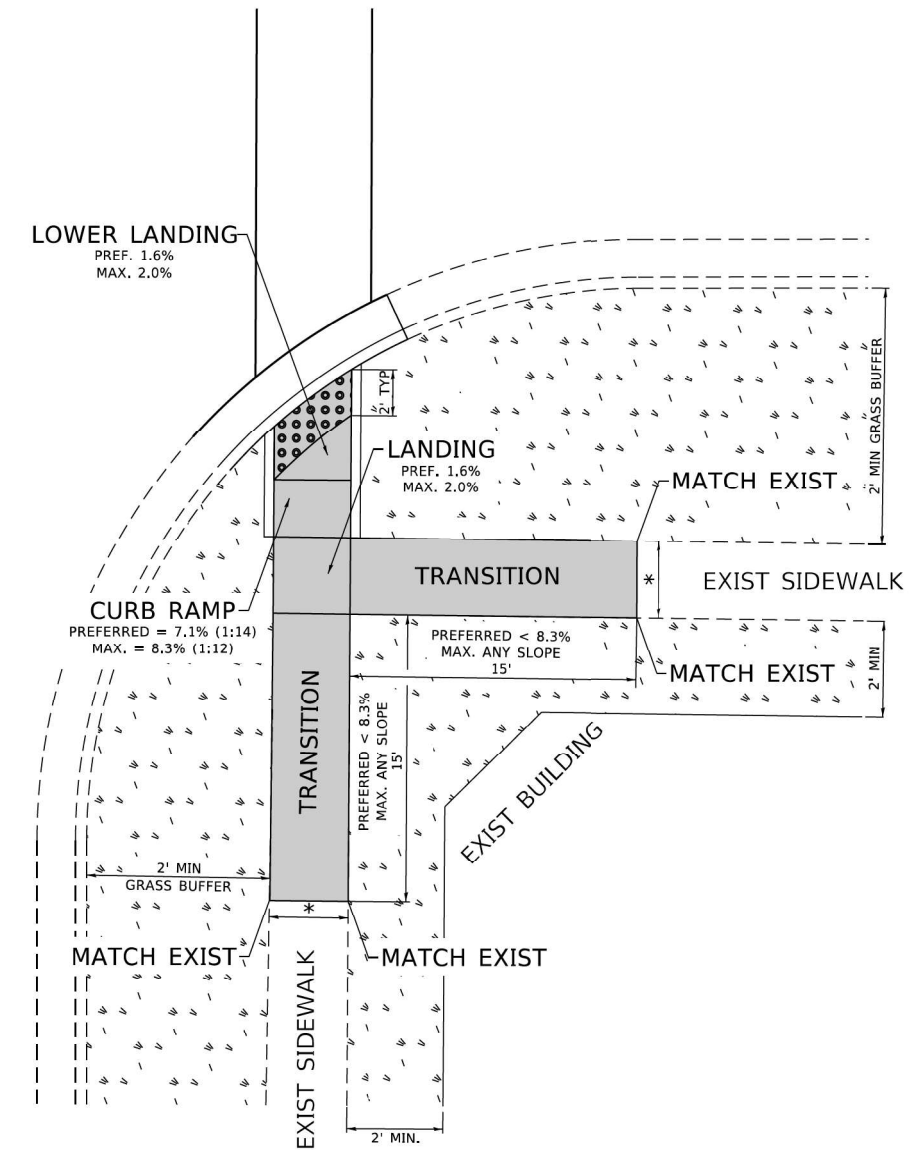 LOWER LANDING
PREF. 1.6%
MAX. 2.0%
2' TYP
2' MIN GRASS BUFFER
LANDING
PREF. 1.6%
MAX. 2.0%
MATCH EXIST
TRANSITION
*
EXIST SIDEWALK
CURB RAMP
PREFERRED = 7.1% (1:14)
MAX. = 8.3% (1:12)
PREFERRED < 8.3%
MAX. ANY SLOPE
15'
MATCH EXIST
2' MIN
TRANSITION
PREFERRED < 8.3%
MAX. ANY SLOPE
15'
EXIST BUILDING
2' MIN
GRASS BUFFER
*
MATCH EXIST
MATCH EXIST
EXIST SIDEWALK
2' MIN.